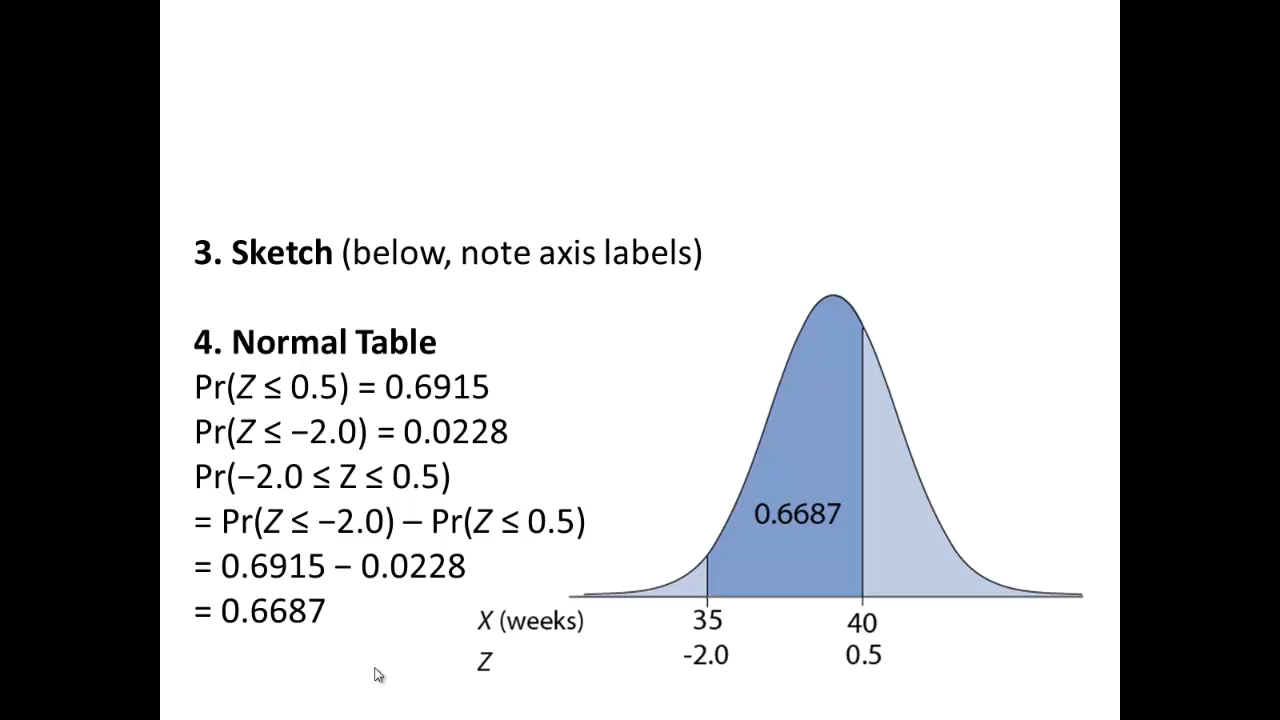 3. Sketch (below, note axis labels)
4. Normal Table
Pr(Z ≤ 0.5) = 0.6915
Pr(Z ≤ −2.0) = 0.0228
Pr(−2.0 ≤ Z ≤ 0.5)
= Pr(Z ≤ −2.0) – Pr(Z ≤ 0.5)
= 0.6915 − 0.0228
= 0.6687
0.6687
X (weeks) 35 40
Z -2.0 0.5